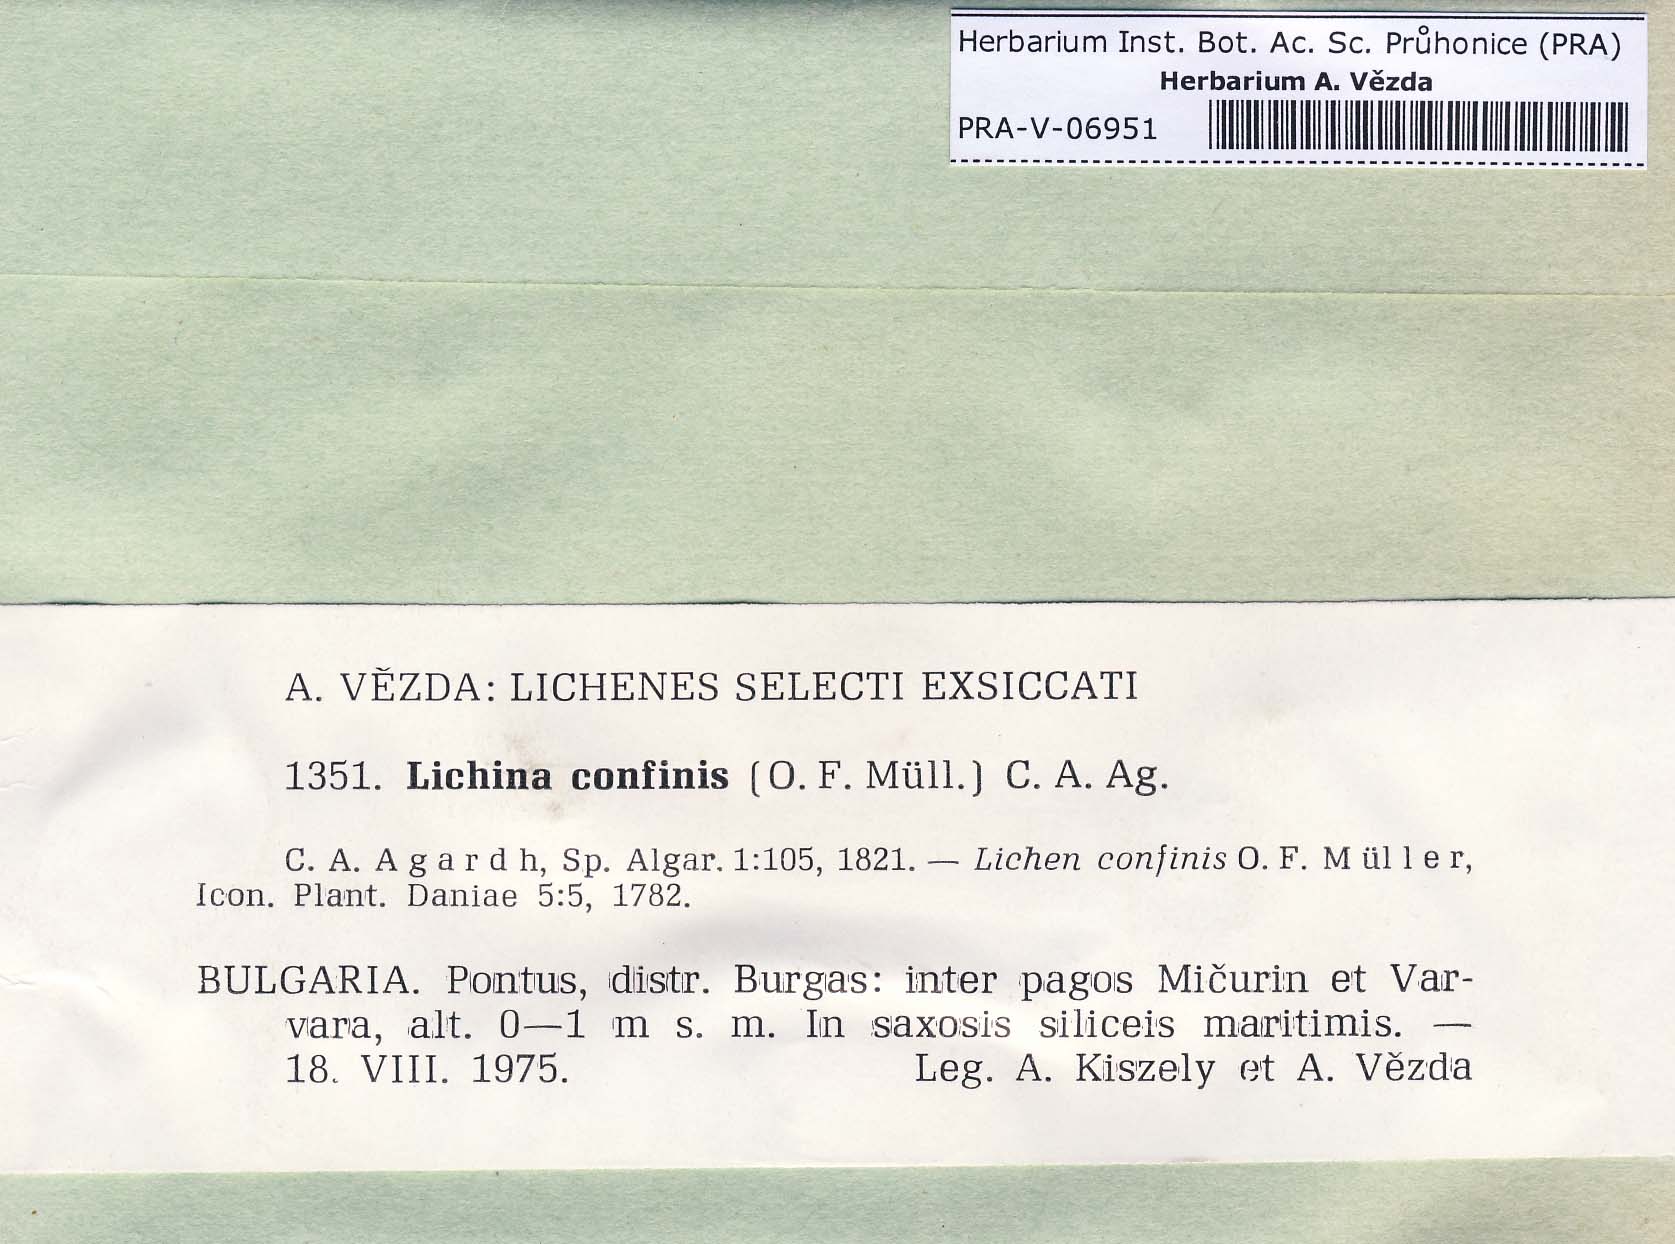 Herbarium Inst. Bot. Ac. Sc. Průhonice (PRA)
Herbarium A. Vězda
PRA-V-06951
A. VĚZDA: LICHENES SELECTI EXSICCATI
1351. Lichina confinis (O. F. Müll.) C. A. Ag.
C. A. Agardh, Sp. Algar. 1:105, 1821. — Lichen confinis O. F. Müller,
Icon. Plant. Daniae 5:5, 1782.
BULGARIA. Pontus, distr. Burgas: inter pagos Mičurin et Var-
vara, alt. 0—1 m s. m. In saxosis siliceis maritimis. —
18. VIII. 1975. Leg. A. Kiszely et A. Vězda